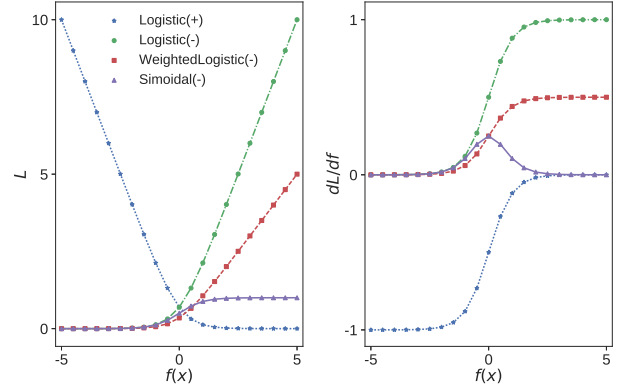 10
5
0
L
-5
0
5
f(x)
Logistic(+)
Logistic(-)
WeightedLogistic(-)
Simoidal(-)
1
0
-1
dL/df
-5
0
5
f(x)